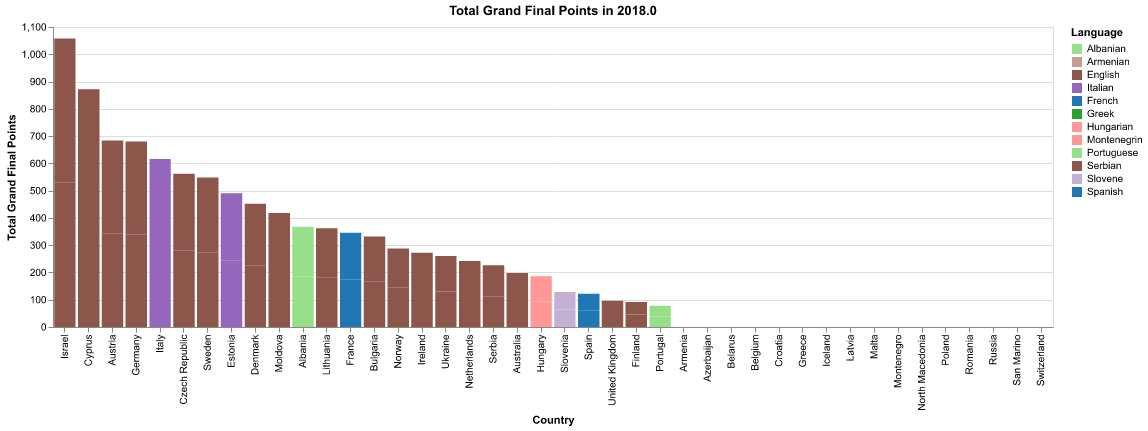 Total Grand Final Points in 2018.0
Total Grand Final Points
1,100
1,000
900
800
700
600
500
400
300
200
100
0
Israel
Cyprus
Austria
Germany
Italy
Czech Republic
Sweden
Estonia
Denmark
Moldova
Albania
Lithuania
France
Bulgaria
Norway
Ireland
Ukraine
Netherlands
Serbia
Australia
Hungary
Slovenia
Spain
United Kingdom
Finland
Portugal
Armenia
Azerbaijan
Belarus
Belgium
Croatia
Greece
Iceland
Latvia
Malta
Montenegro
North Macedonia
Poland
Romania
Russia
San Marino
Switzerland
Country
Language
Albanian
Armenian
English
Italian
French
Greek
Hungarian
Montenegrin
Portuguese
Serbian
Slovene
Spanish